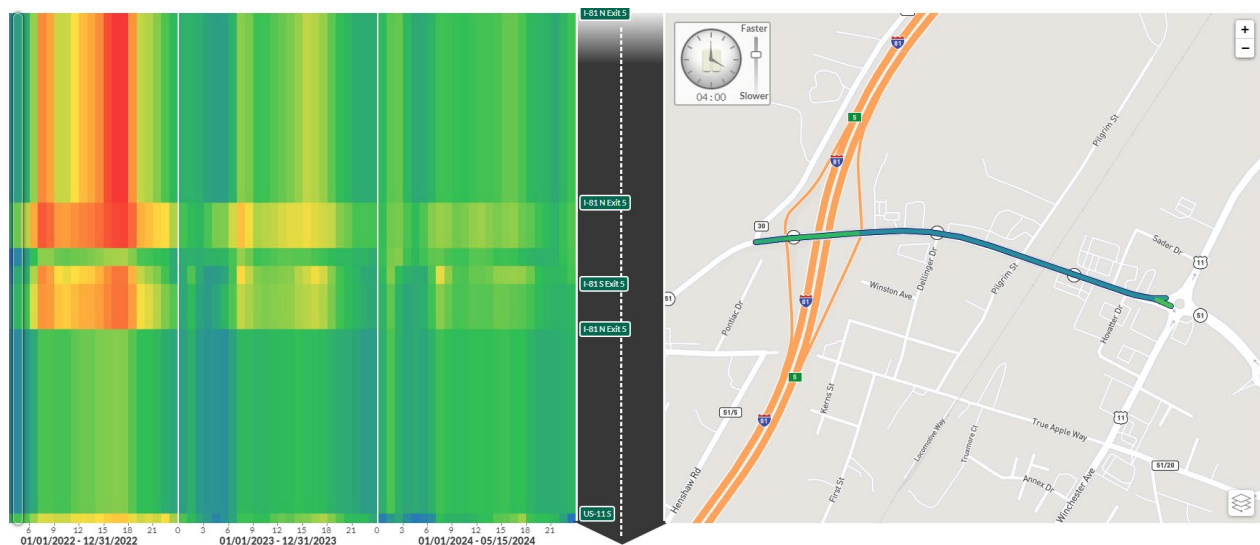 I-81 N Exit 5
I-81 N Exit 5
I-81 S Exit 5
I-81 N Exit 5
US-11 S
6 9 12 15 18 21 0 3 6 9 12 15 18 21 0 3 6 9 12 15 18 21
01/01/2022 - 12/31/2022
01/01/2023 - 12/31/2023
01/01/2024 - 05/15/2024
Faster
04:00
Slower
+
−
81
5
Pilgrim St
81
30
Sader Dr
11
Dellinger Dr
Pilgrim St
Winston Ave
51
81
Pontiac Dr
Hovatter Dr
51
5
Kerns St
51/5
81
11
True Apple Way
Locomotive Way
Truxmore Ct
51/20
Henshaw Rd
First St
Annex Dr
Winchester Ave